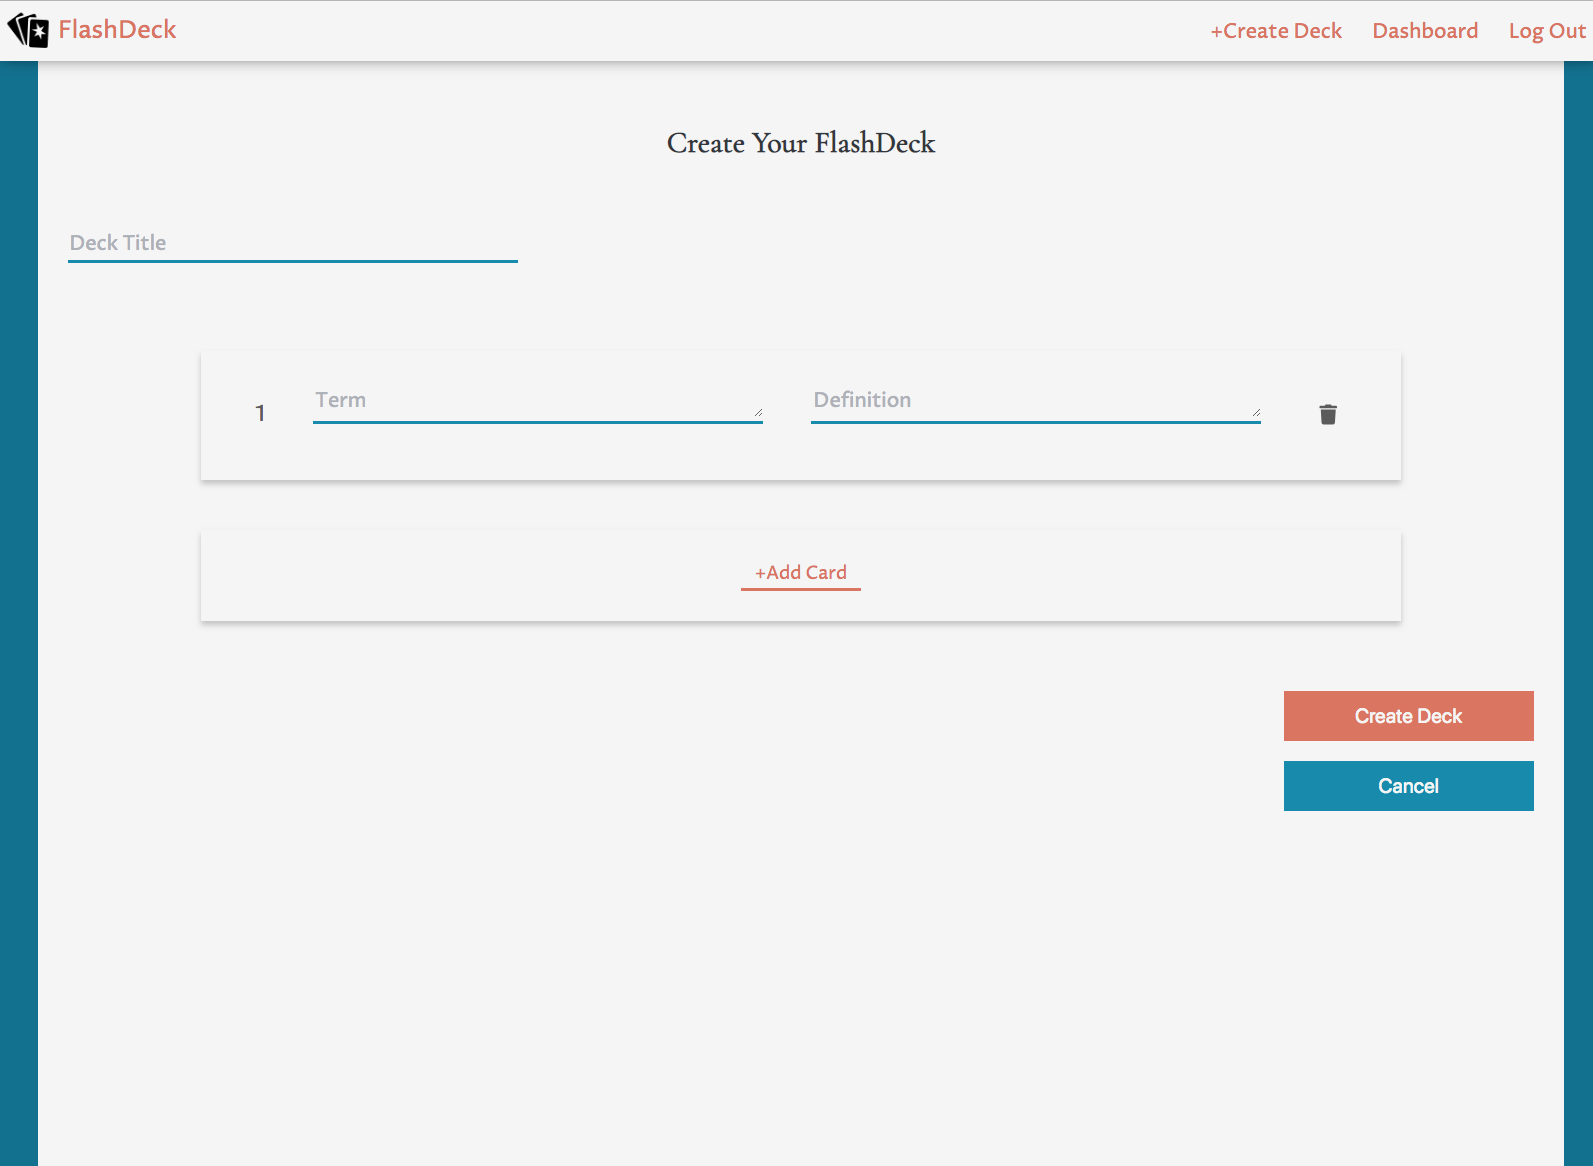 FlashDeck
+Create Deck Dashboard Log Out
Create Your FlashDeck
Deck Title
1 Term Definition
+Add Card
Create Deck
Cancel